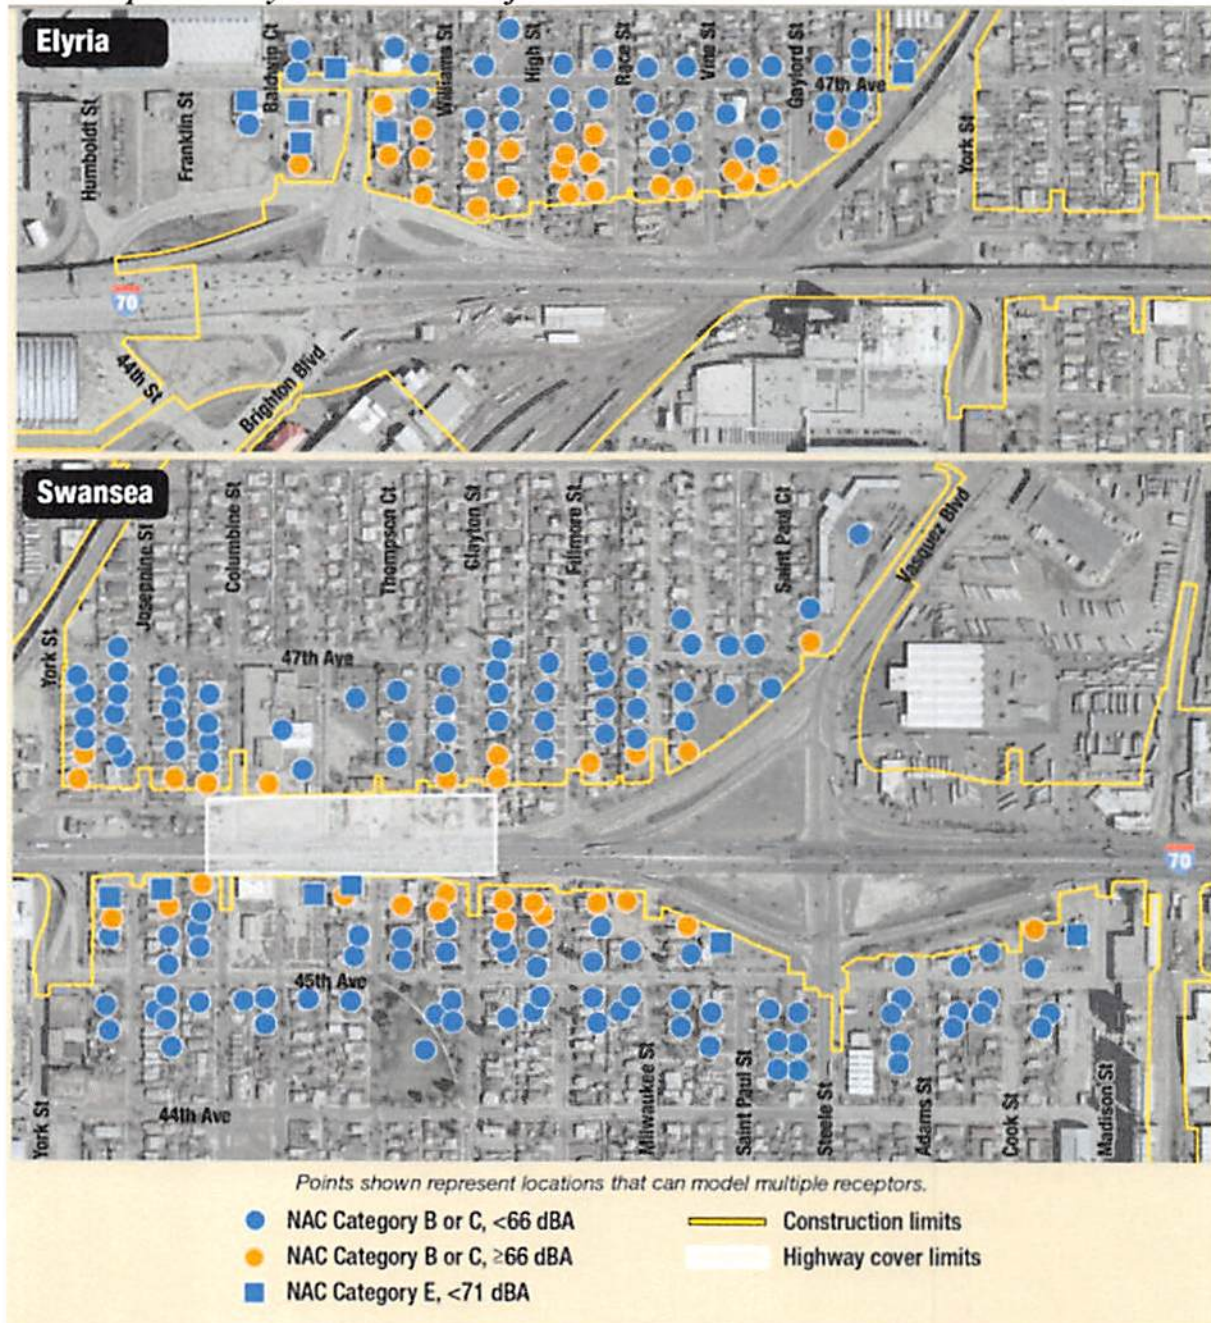 Elyria
Baldwin Ct
Williams St
High St
Race St
Vine St
Gaylord St
47th Ave
Humboldt St
Franklin St
York St
70
44th St
Brighton Blvd
Swansea
Josephine St
Columbine St
Thompson Ct
Clayton St
Fillmore St
Saint Paul Ct
Vasquez Blvd
York St
47th Ave
70
45th Ave
York St
44th Ave
Milwaukee St
Saint Paul St
Steele St
Adams St
Cook St
Madison St
Points shown represent locations that can model multiple receptors.
NAC Category B or C, <66 dBA
Construction limits
NAC Category B or C, ≥66 dBA
Highway cover limits
NAC Category E, <71 dBA